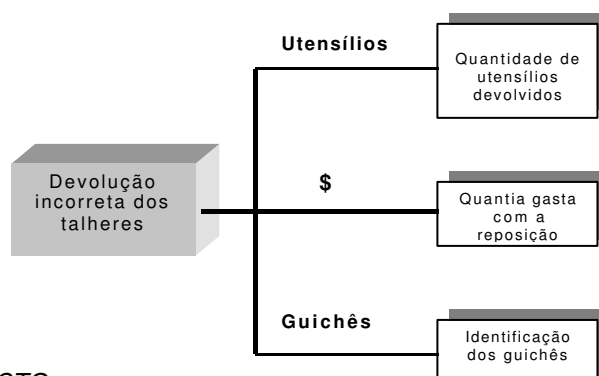 Utensílios
Quantidade de
utensílios
devolvidos
Devolução
incorreta dos
talheres
$
Quantia gasta
com a
reposição
Guichês
Identificação
dos guichês